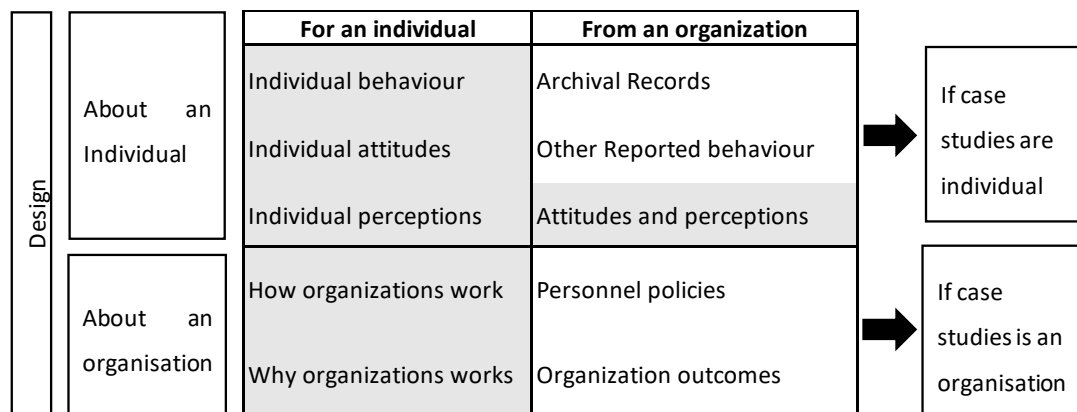 For an individual From an organization
Design
About an
Individual
Individual behaviour Archival Records
Individual attitudes Other Reported behaviour
Individual perceptions Attitudes and perceptions
If case
studies are
individual
About an
organisation
How organizations work Personnel policies
Why organizations works Organization outcomes
If case
studies is an
organisation